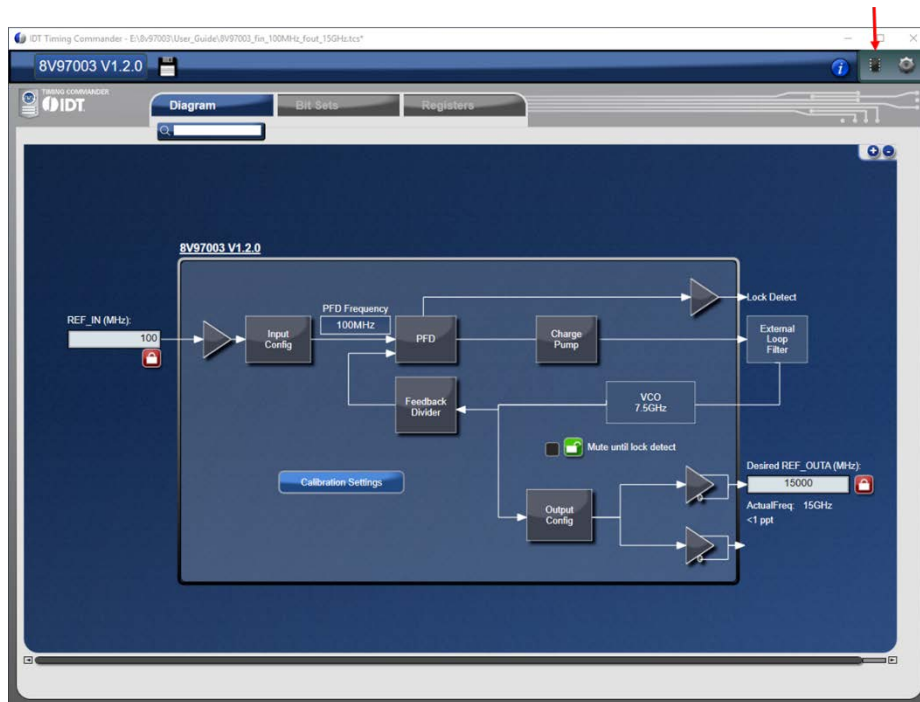 IDT Timing Commander - E:\8v97003\User_Guide\8V97003_fin_100MHz_fout_15GHz.tcs*
8V97003 V1.2.0
i
TIMING COMMANDER
IDT
Diagram
Bit Sets
Registers
8V97003 V1.2.0
Lock Detect
REF_IN (MHz):
100
Input
Config
PFD Frequency
100MHz
PFD
Charge
Pump
External
Loop
Filter
Feedback
Divider
VCO
7.5GHz
Mute until lock detect
Calibration Settings
Output
Config
Desired REF_OUTA (MHz):
15000
ActualFreq: 15GHz
<1 ppt